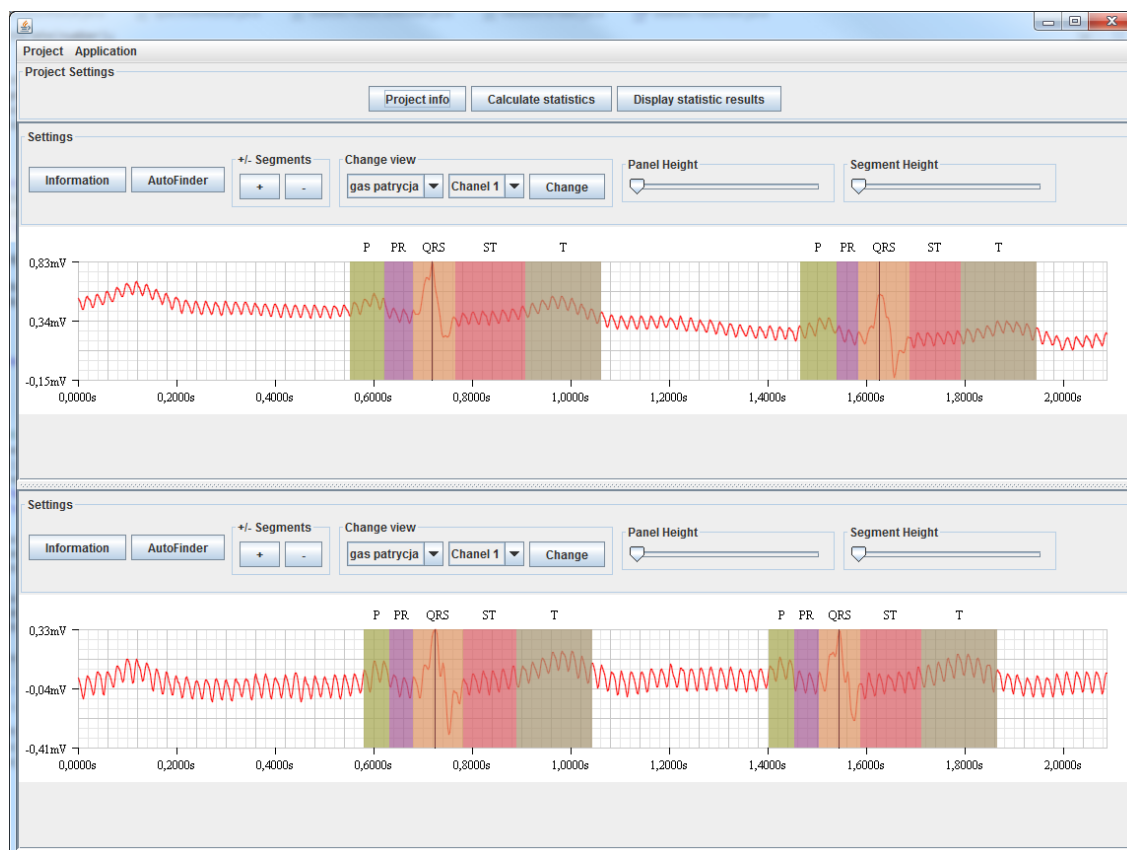 Project Application
Project Settings
Project info Calculate statistics Display statistic results
Settings
+/- Segments Change view Panel Height Segment Height
Information AutoFinder + - gas patrycja Chanel 1 Change
P PR QRS ST T P PR QRS ST T
0,83mV
0,34mV
-0,15mV
0,0000s 0,2000s 0,4000s 0,6000s 0,8000s 1,0000s 1,2000s 1,4000s 1,6000s 1,8000s 2,0000s
Settings
+/- Segments Change view Panel Height Segment Height
Information AutoFinder + - gas patrycja Chanel 1 Change
P PR QRS ST T P PR QRS ST T
0,33mV
-0,04mV
-0,41mV
0,0000s 0,2000s 0,4000s 0,6000s 0,8000s 1,0000s 1,2000s 1,4000s 1,6000s 1,8000s 2,0000s